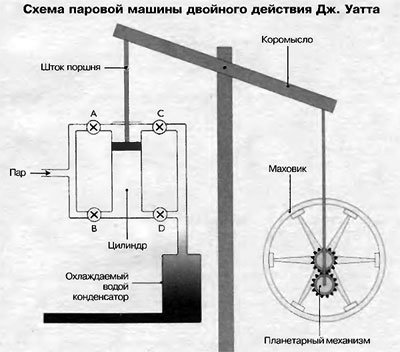 Схема паровой машины двойного действия Дж. Уатта
Коромысло
Шток поршня
A
C
Пар
Маховик
B
D
Цилиндр
Охлаждаемый
водой
конденсатор
Планетарный механизм